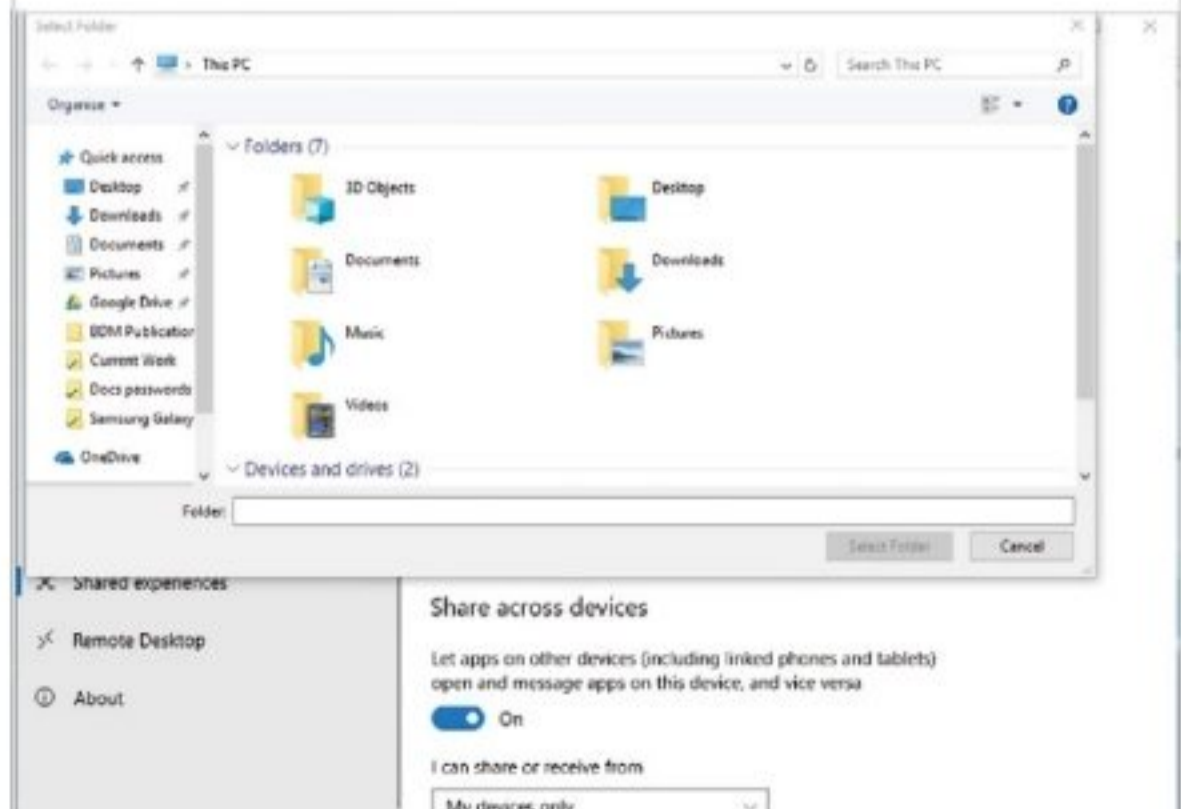 Select Folder
This PC
Search This PC
Organise
Quick access
Desktop
Downloads
Documents
Pictures
Google Drive
BDM Publication
Current Work
Docs passwords
Samsung Galaxy
OneDrive
Folders (7)
3D Objects
Desktop
Documents
Downloads
Music
Pictures
Videos
Devices and drives (2)
Folder:
Select Folder
Cancel
Shared experiences
Remote Desktop
About
Share across devices
Let apps on other devices (including linked phones and tablets)
open and message apps on this device, and vice versa
On
I can share or receive from
My devices only